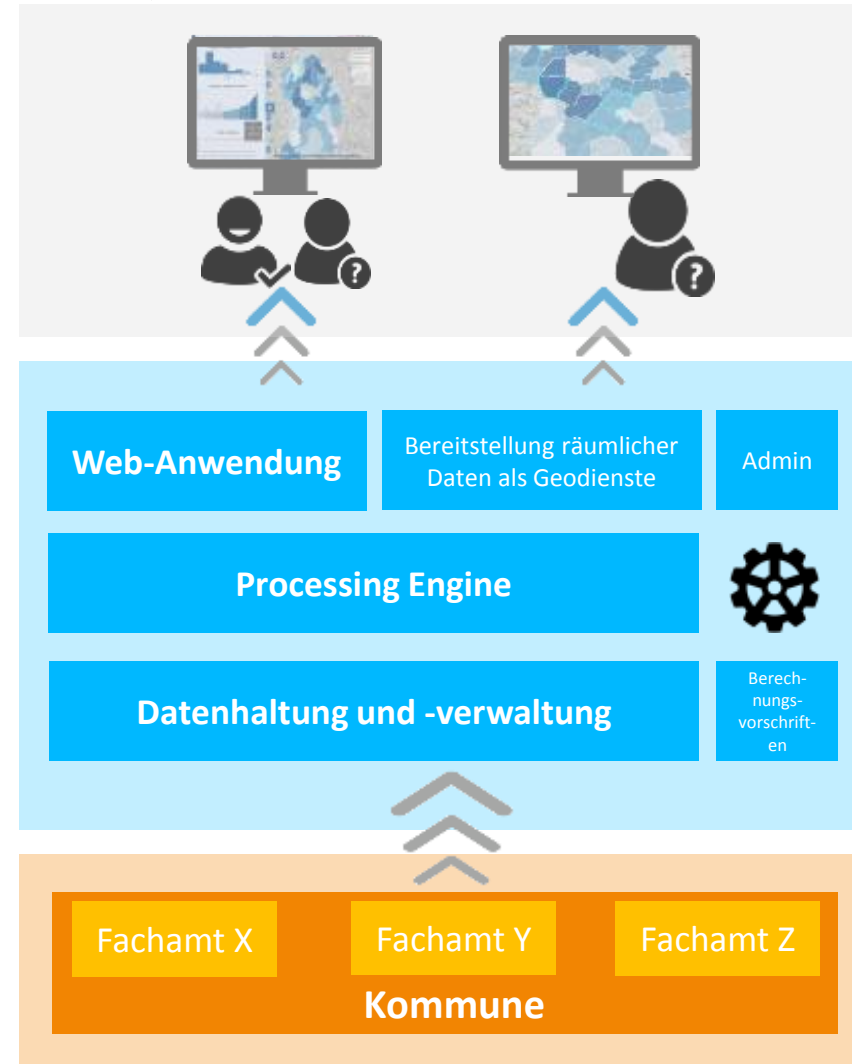 ?
?
Web-Anwendung
Bereitstellung räumlicher
Daten als Geodienste
Admin
Processing Engine
Datenhaltung und -verwaltung
Berech-
nungs-
vorschrift-
en
Fachamt X
Fachamt Y
Fachamt Z
Kommune